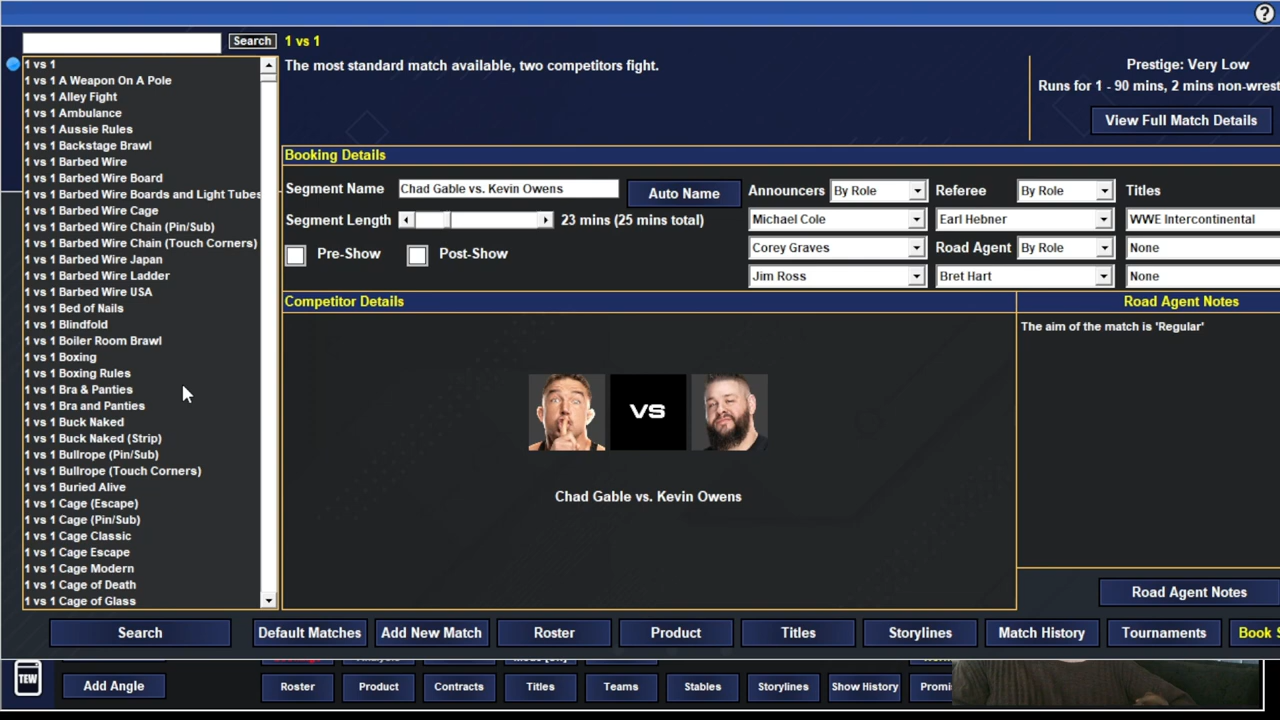 ?
Search
1 vs 1
1 vs 1
1 vs 1 A Weapon On A Pole
1 vs 1 Alley Fight
1 vs 1 Ambulance
1 vs 1 Aussie Rules
1 vs 1 Backstage Brawl
1 vs 1 Barbed Wire
1 vs 1 Barbed Wire Board
1 vs 1 Barbed Wire Boards and Light Tubes
1 vs 1 Barbed Wire Cage
1 vs 1 Barbed Wire Chain (Pin/Sub)
1 vs 1 Barbed Wire Chain (Touch Corners)
1 vs 1 Barbed Wire Japan
1 vs 1 Barbed Wire Ladder
1 vs 1 Barbed Wire USA
1 vs 1 Bed of Nails
1 vs 1 Blindfold
1 vs 1 Boiler Room Brawl
1 vs 1 Boxing
1 vs 1 Boxing Rules
1 vs 1 Bra & Panties
1 vs 1 Bra and Panties
1 vs 1 Buck Naked
1 vs 1 Buck Naked (Strip)
1 vs 1 Bullrope (Pin/Sub)
1 vs 1 Bullrope (Touch Corners)
1 vs 1 Buried Alive
1 vs 1 Cage (Escape)
1 vs 1 Cage (Pin/Sub)
1 vs 1 Cage Classic
1 vs 1 Cage Escape
1 vs 1 Cage Modern
1 vs 1 Cage of Death
1 vs 1 Cage of Glass
The most standard match available, two competitors fight.
Prestige: Very Low
Runs for 1 - 90 mins, 2 mins non-wrest
View Full Match Details
Booking Details
Segment Name Chad Gable vs. Kevin Owens Auto Name
Segment Length 23 mins (25 mins total)
Pre-Show Post-Show
Announcers By Role Referee By Role Titles
Michael Cole Earl Hebner WWE Intercontinental
Corey Graves Road Agent By Role None
Jim Ross Bret Hart None
Competitor Details
VS
Chad Gable vs. Kevin Owens
Road Agent Notes
The aim of the match is 'Regular'
Road Agent Notes
Search Default Matches Add New Match Roster Product Titles Storylines Match History Tournaments Book S
TEW Add Angle Roster Product Contracts Titles Teams Stables Storylines Show History Promi